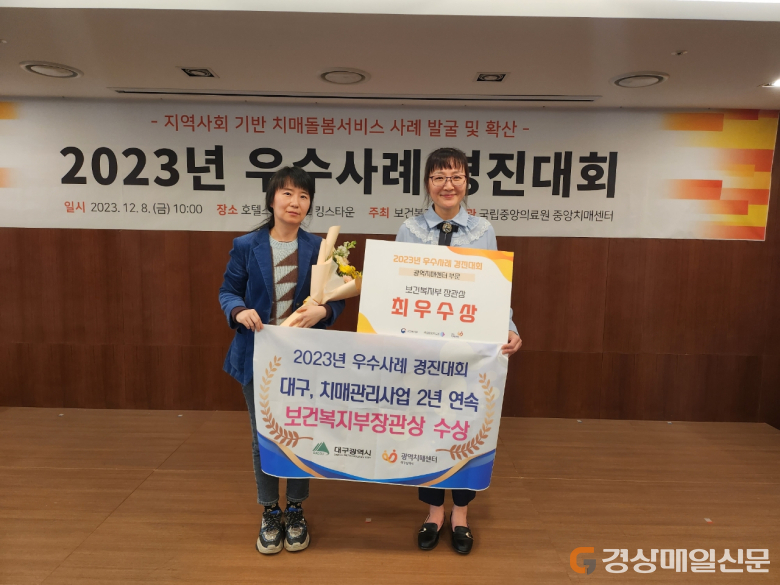 - 지역사회 기반 치매돌봄서비스 사례 발굴 및 확산 -
2023년 우수사례 경진대회
일시 2023. 12. 8.(금) 10:00 장소 킹스타운 주최 국립중앙의료원 중앙치매센터
2023년 우수사례 경진대회
광역치매센터 부문
보건복지부 장관상
최우수상
2023년 우수사례 경진대회
대구, 치매관리사업 2년 연속
보건복지부장관상 수상
대구광역시
광역치매센터
경상매일신문